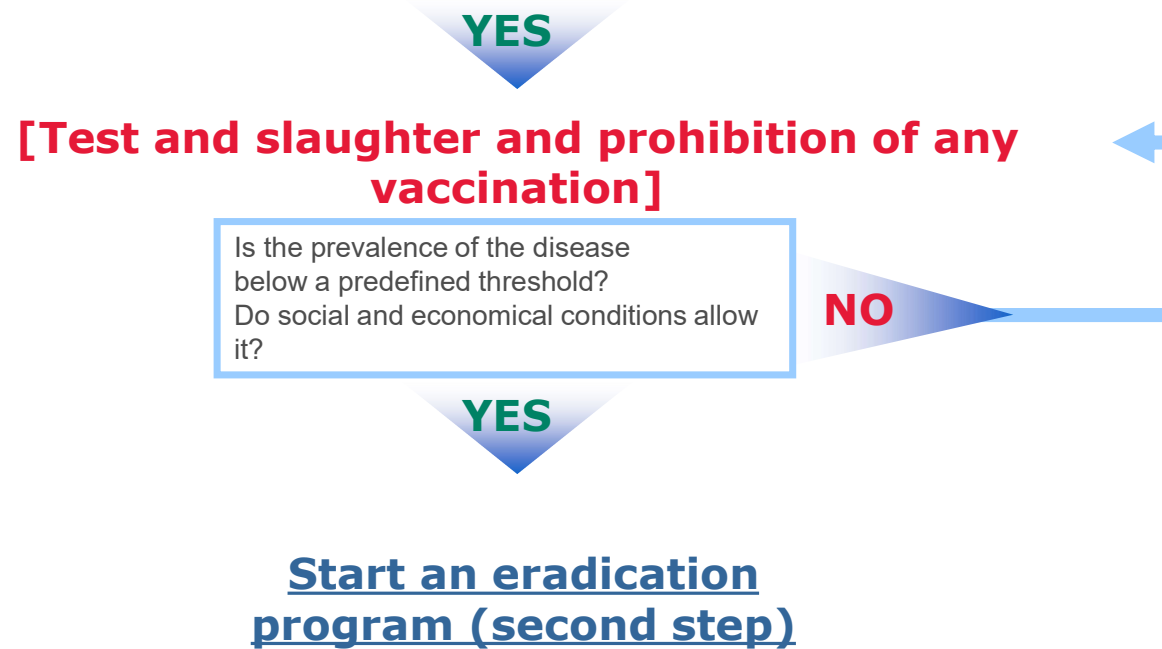 YES
[Test and slaughter and prohibition of any
vaccination]
Is the prevalence of the disease
below a predefined threshold?
Do social and economical conditions allow
it?
NO
YES
Start an eradication
program (second step)